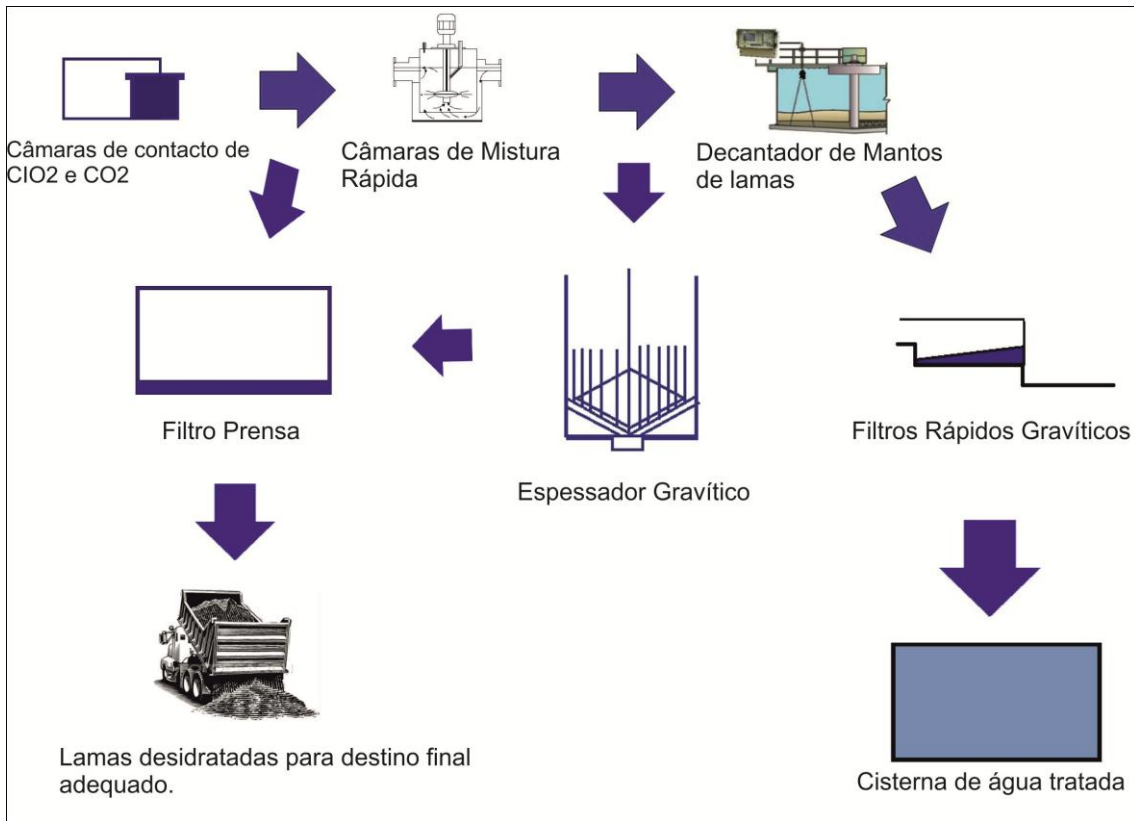 Câmaras de contacto de
ClO2 e CO2
Câmaras de Mistura
Rápida
Decantador de Mantos
de lamas
Filtro Prensa
Espessador Gravítico
Filtros Rápidos Gravíticos
Lamas desidratadas para destino final
adequado.
Cisterna de água tratada